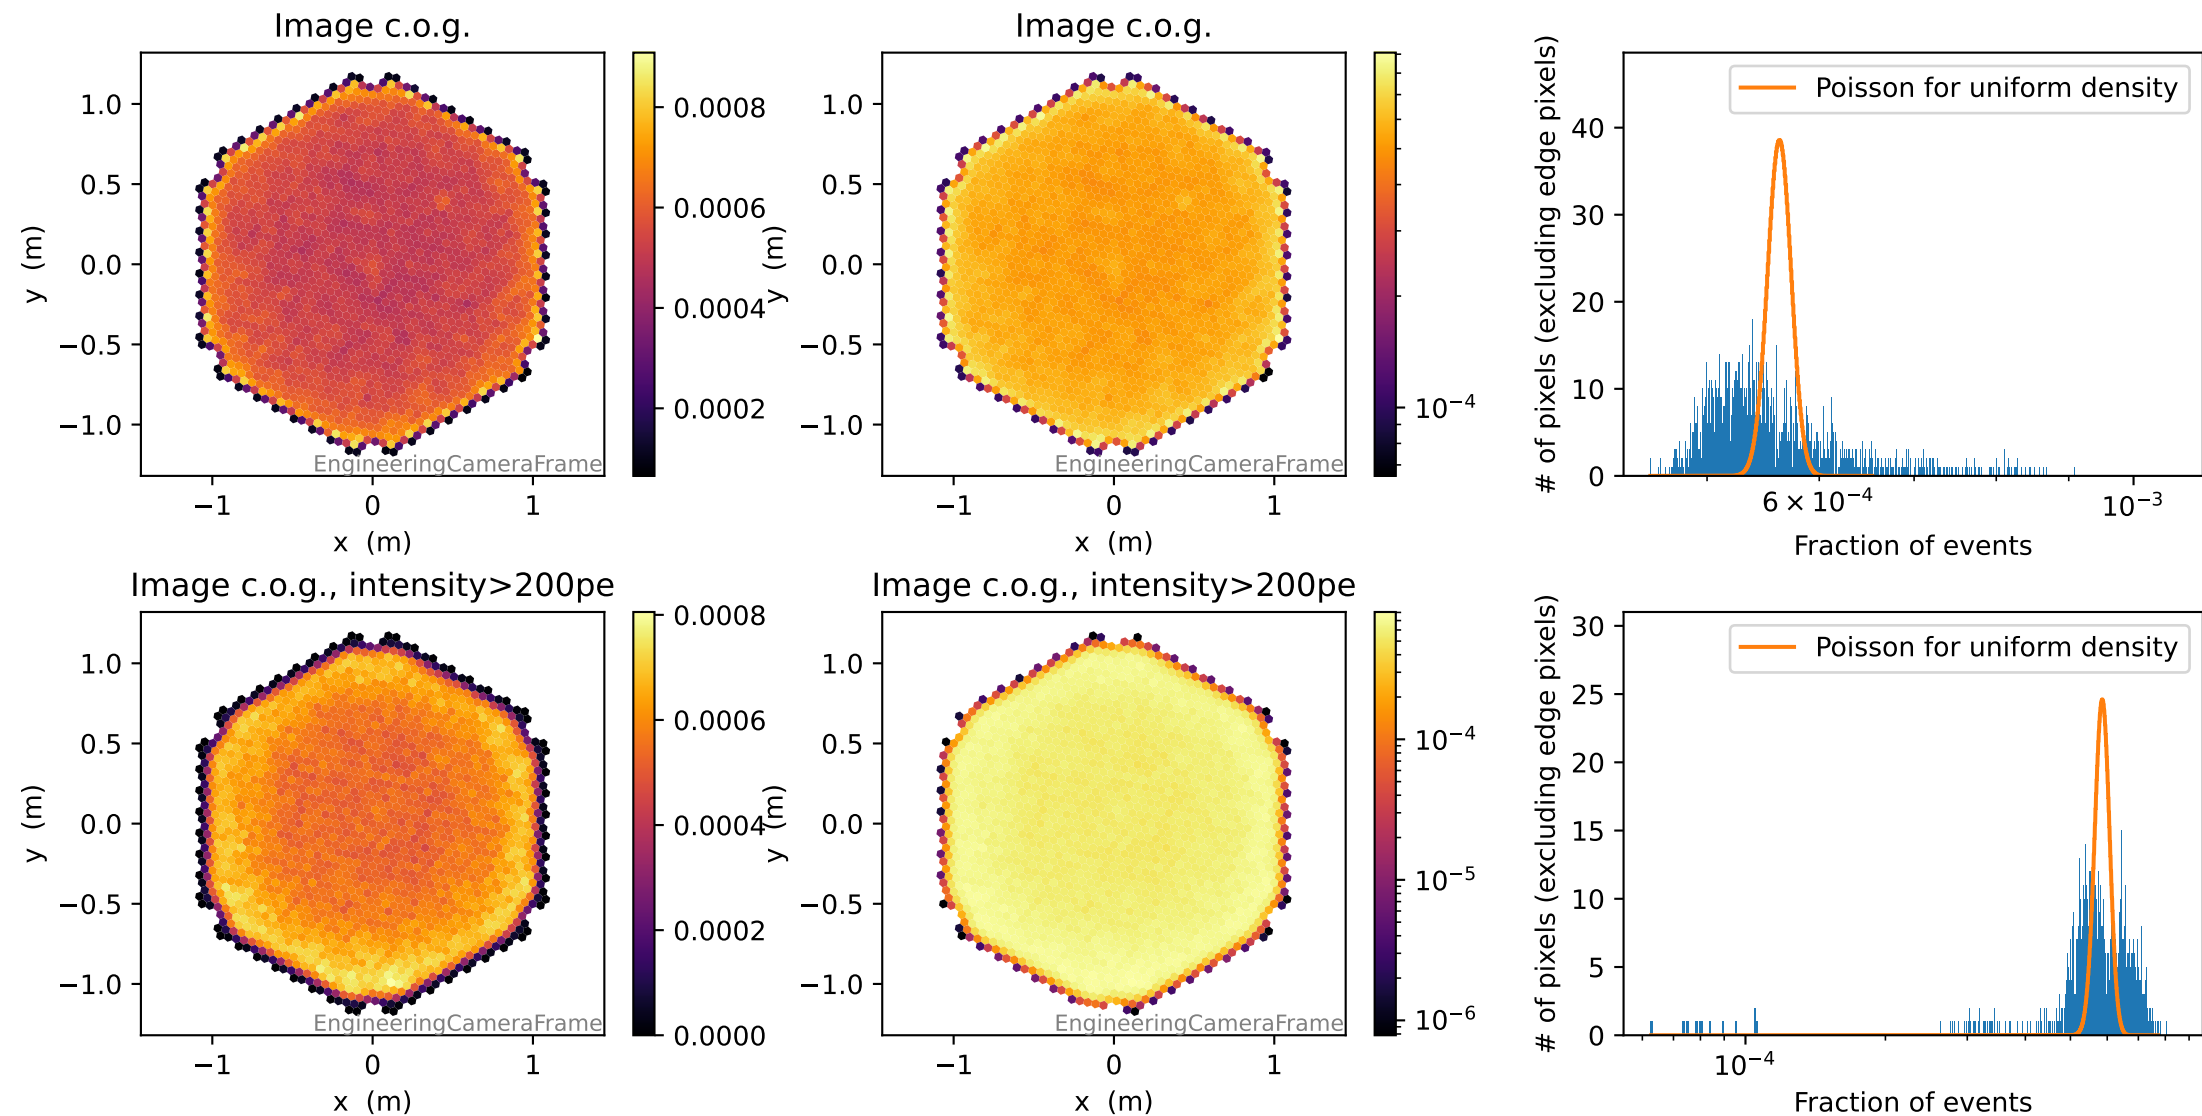 Image c.o.g.
1.0
0.5
0.0
−0.5
−1.0
y (m)
−1
0
1
x (m)
EngineeringCameraFrame
0.0008
0.0006
0.0004
0.0002
Image c.o.g.
1.0
0.5
0.0
−0.5
−1.0
y (m)
−1
0
1
x (m)
EngineeringCameraFrame
10⁻⁴
# of pixels (excluding edge pixels)
40
30
20
10
0
Poisson for uniform density
6 × 10⁻⁴
10⁻³
Fraction of events
Image c.o.g., intensity>200pe
1.0
0.5
0.0
−0.5
−1.0
y (m)
−1
0
1
x (m)
EngineeringCameraFrame
0.0008
0.0006
0.0004
0.0002
0.0000
Image c.o.g., intensity>200pe
1.0
0.5
0.0
−0.5
−1.0
y (m)
−1
0
1
x (m)
EngineeringCameraFrame
10⁻⁴
10⁻⁵
10⁻⁶
# of pixels (excluding edge pixels)
30
25
20
15
10
5
0
Poisson for uniform density
10⁻⁴
Fraction of events